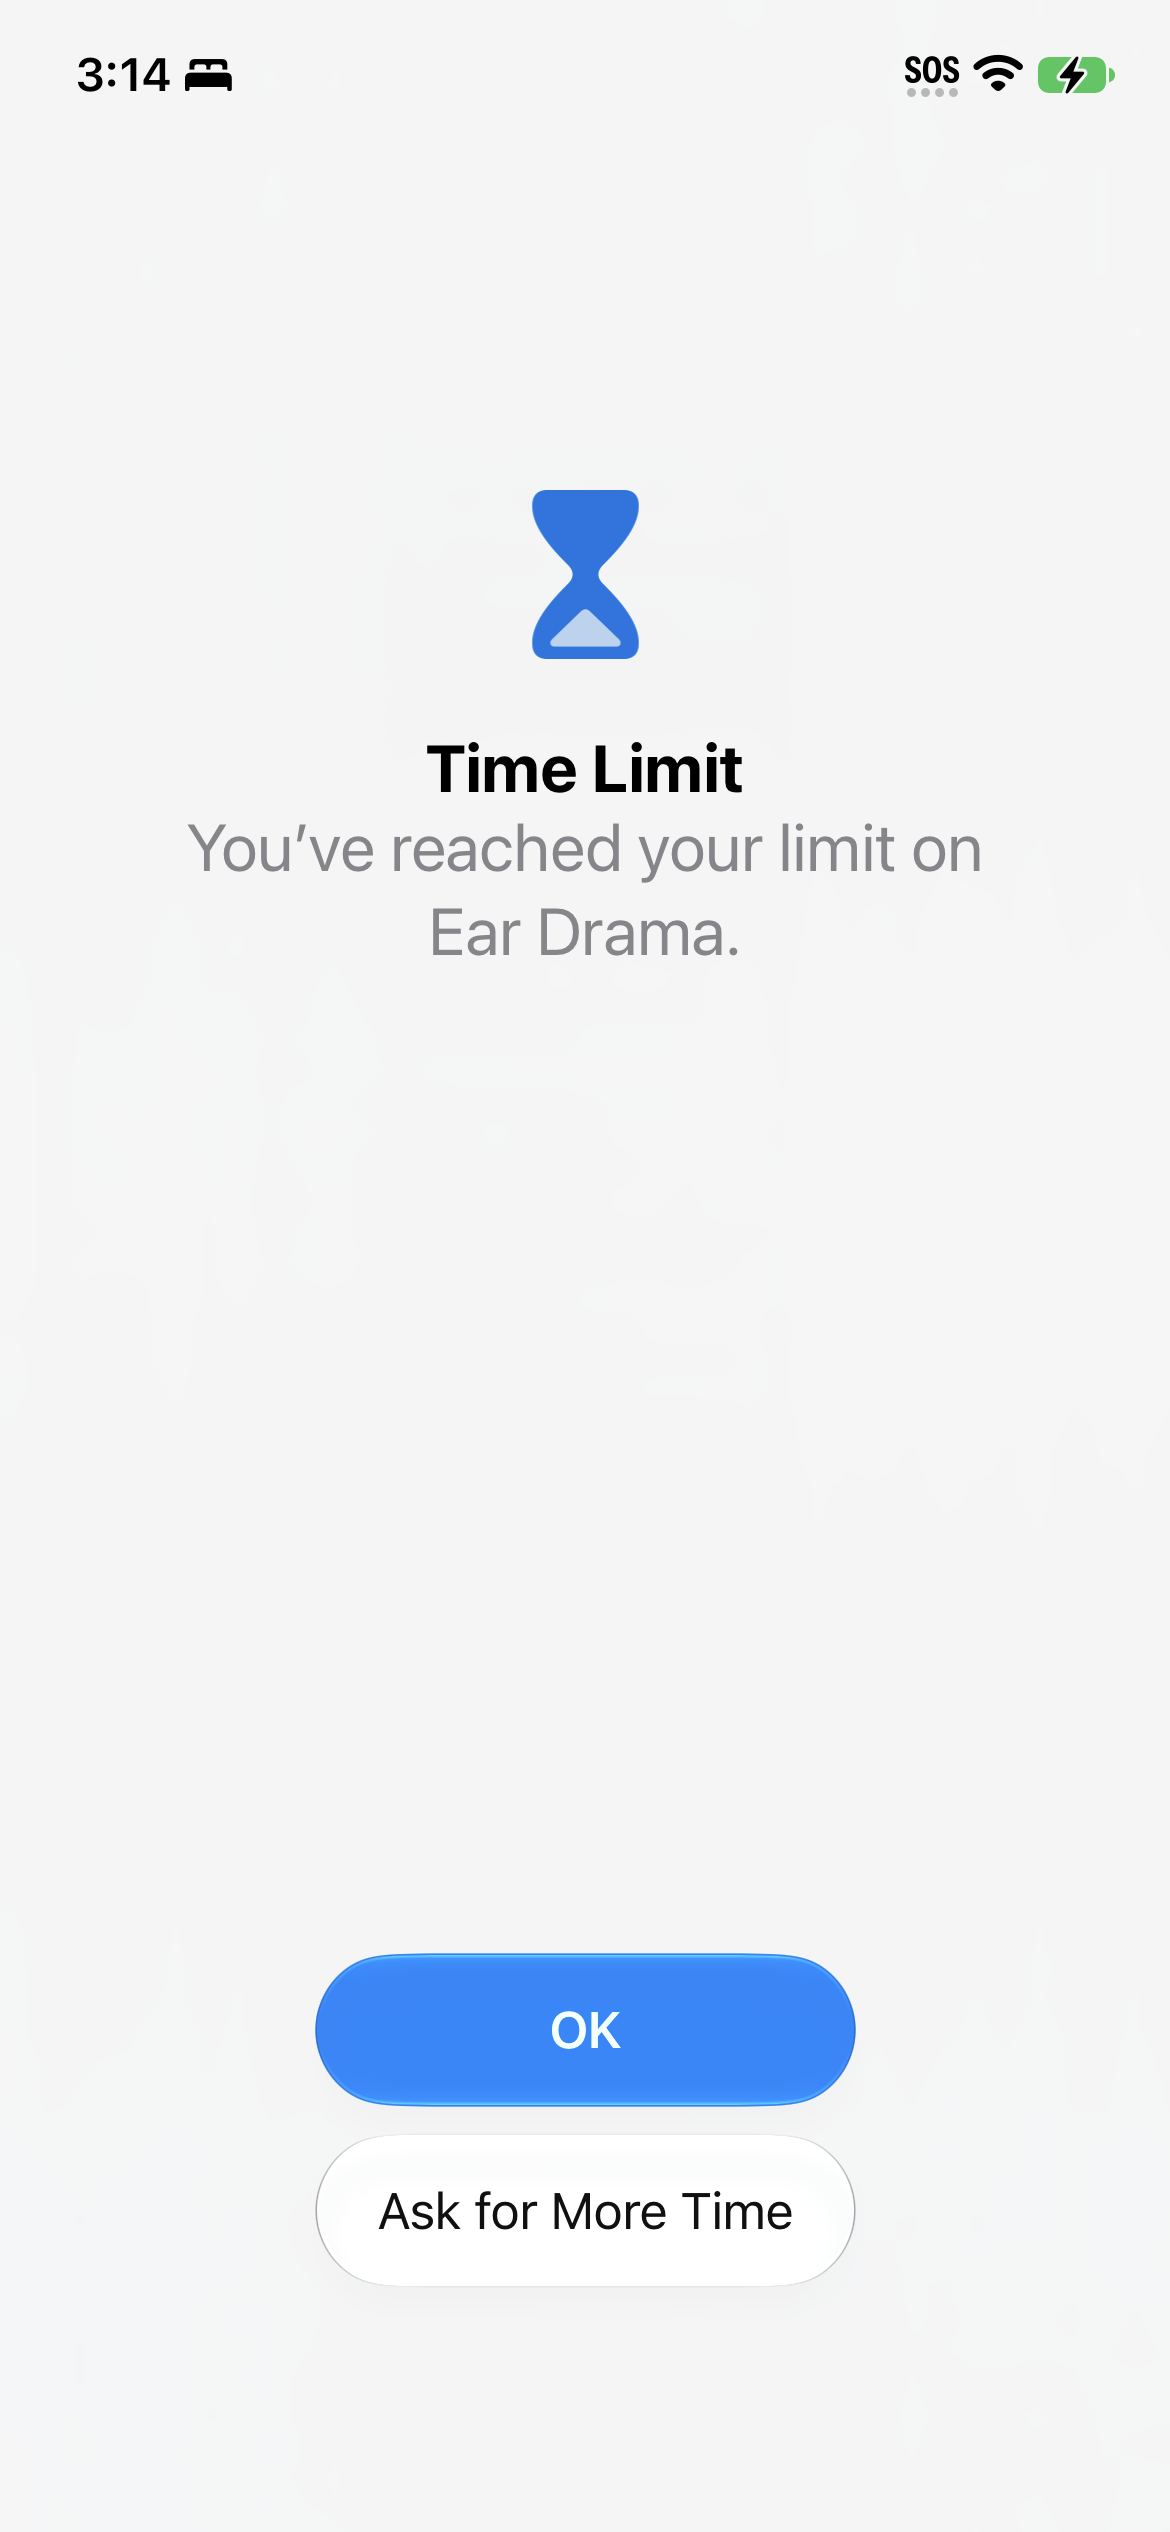 3:14
SOS
Time Limit
You’ve reached your limit on
Ear Drama.
OK
Ask for More Time